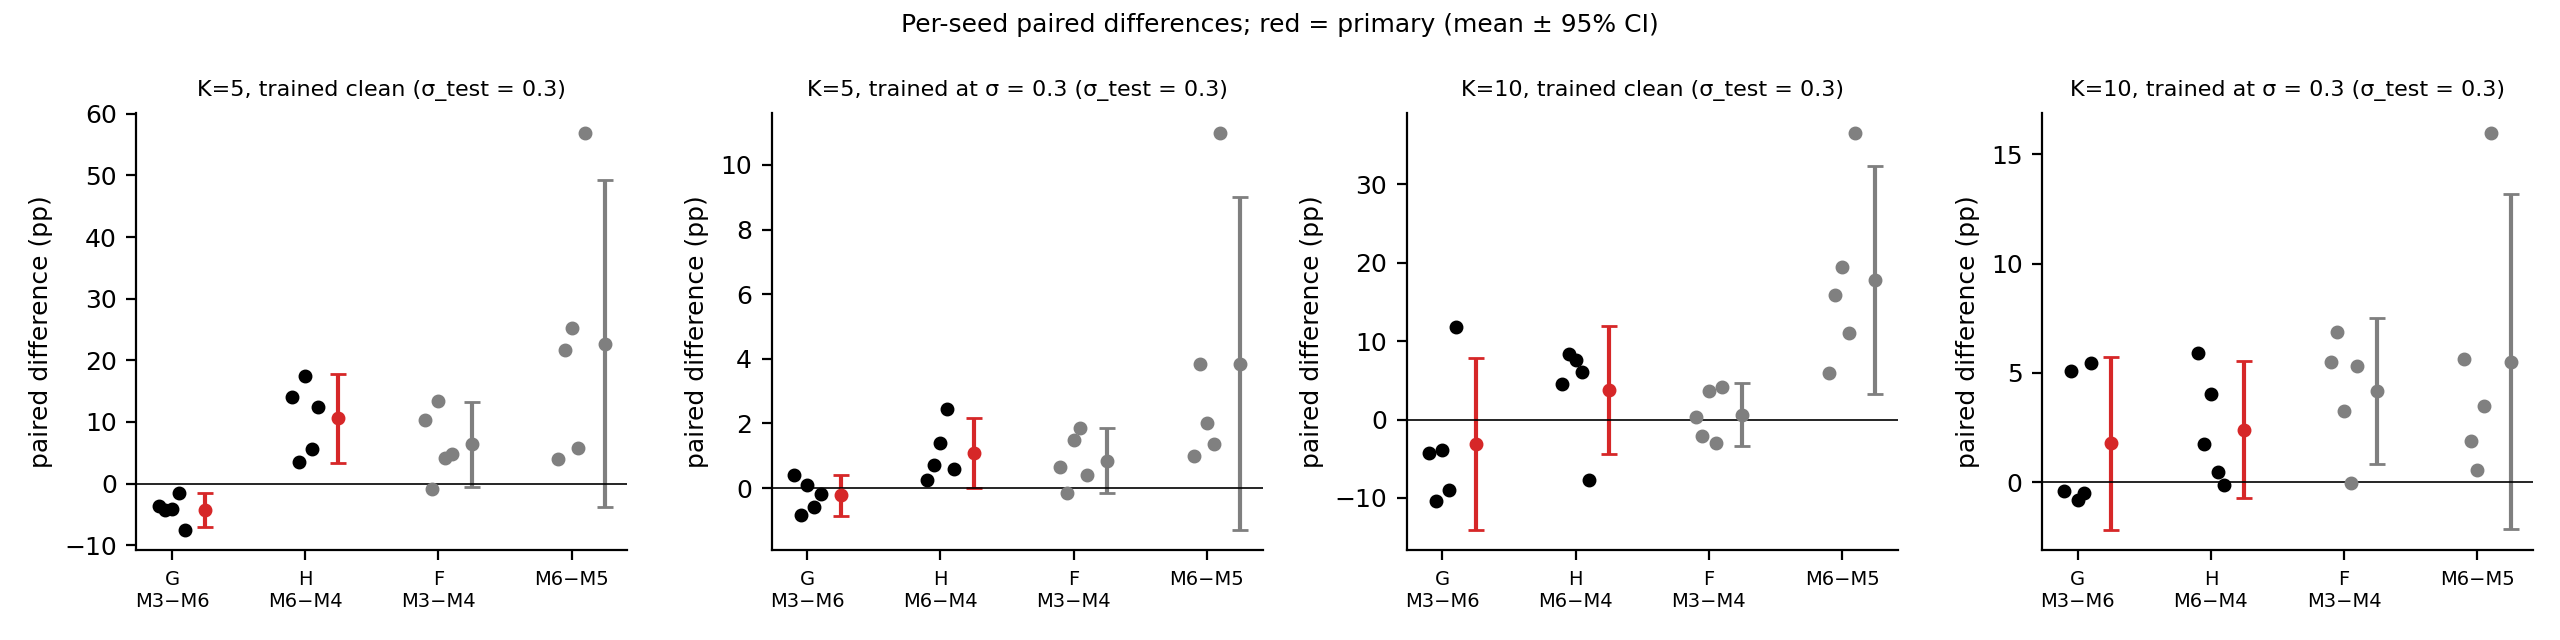 Per-seed paired differences; red = primary (mean ± 95% CI)
K=5, trained clean (σ_test = 0.3)
paired difference (pp)
60
50
40
30
20
10
0
−10
G
M3−M6
H
M6−M4
F
M3−M4
M6−M5
K=5, trained at σ = 0.3 (σ_test = 0.3)
paired difference (pp)
10
8
6
4
2
0
G
M3−M6
H
M6−M4
F
M3−M4
M6−M5
K=10, trained clean (σ_test = 0.3)
paired difference (pp)
30
20
10
0
−10
G
M3−M6
H
M6−M4
F
M3−M4
M6−M5
K=10, trained at σ = 0.3 (σ_test = 0.3)
paired difference (pp)
15
10
5
0
G
M3−M6
H
M6−M4
F
M3−M4
M6−M5